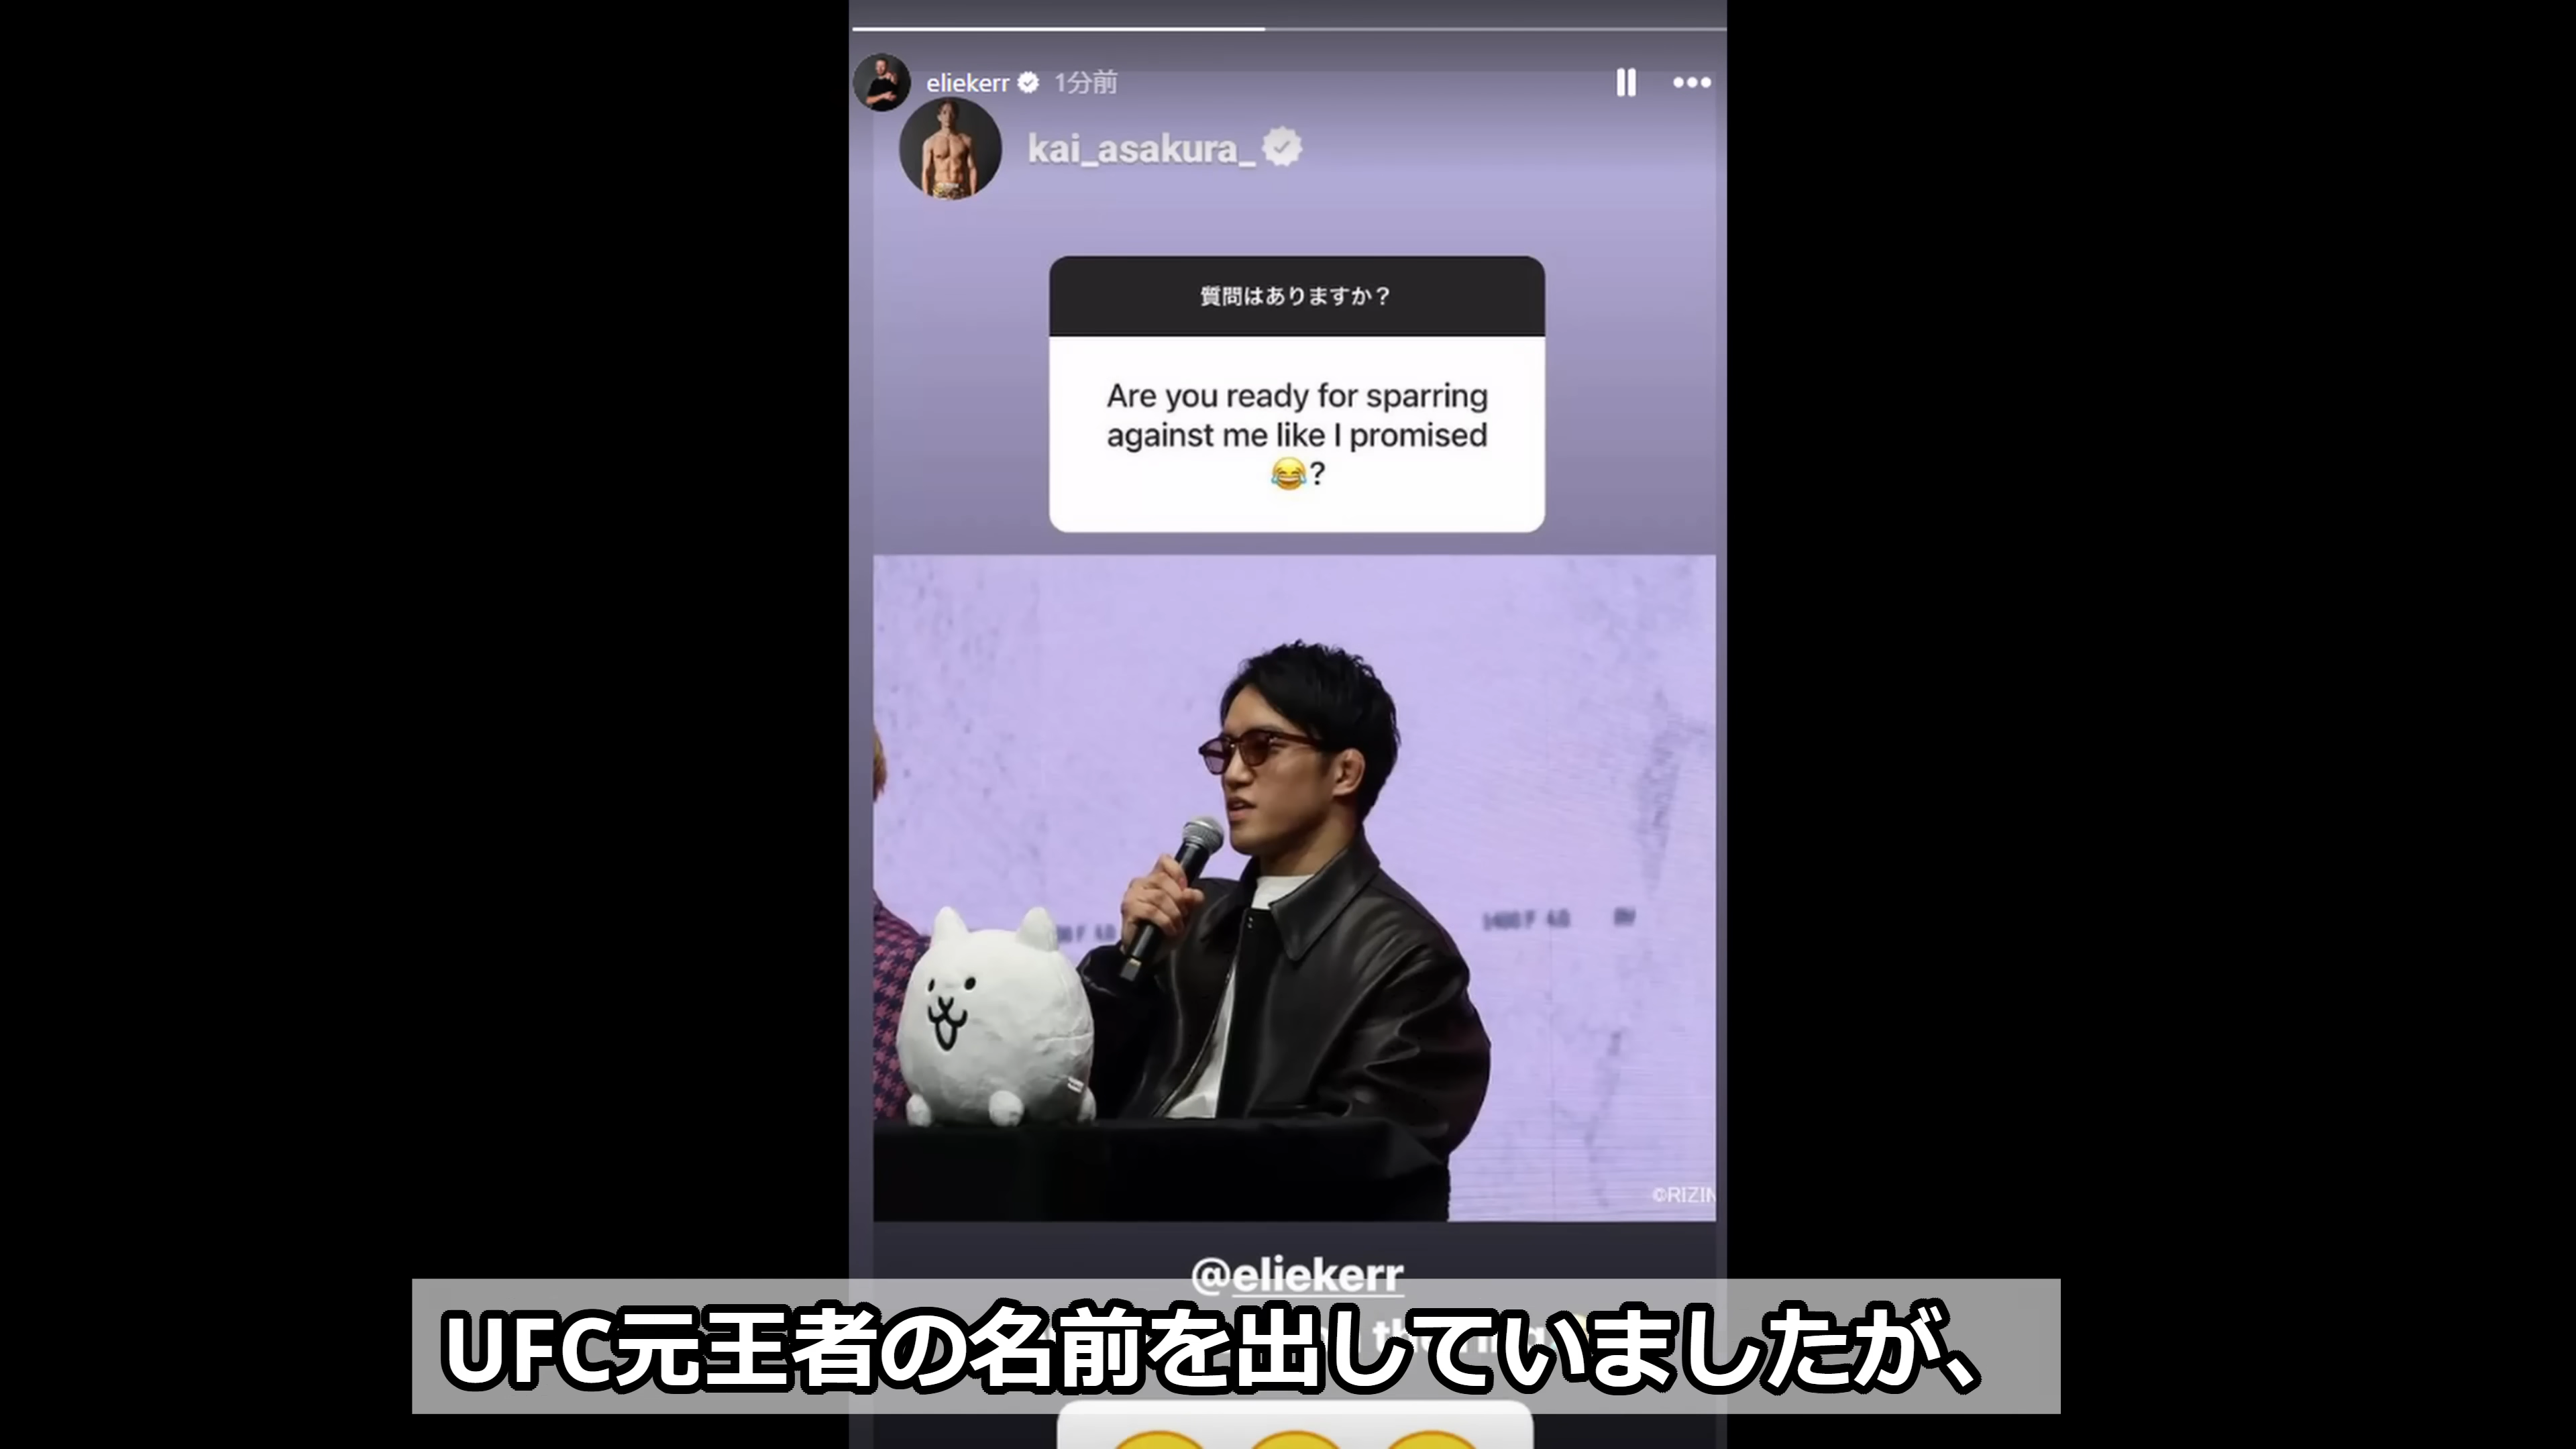 eliekerr 1分前
kai_asakura_
質問はありますか？
Are you ready for sparring
against me like I promised
😂?
©RIZIN
@eliekerr
UFC元王者の名前を出していましたが、